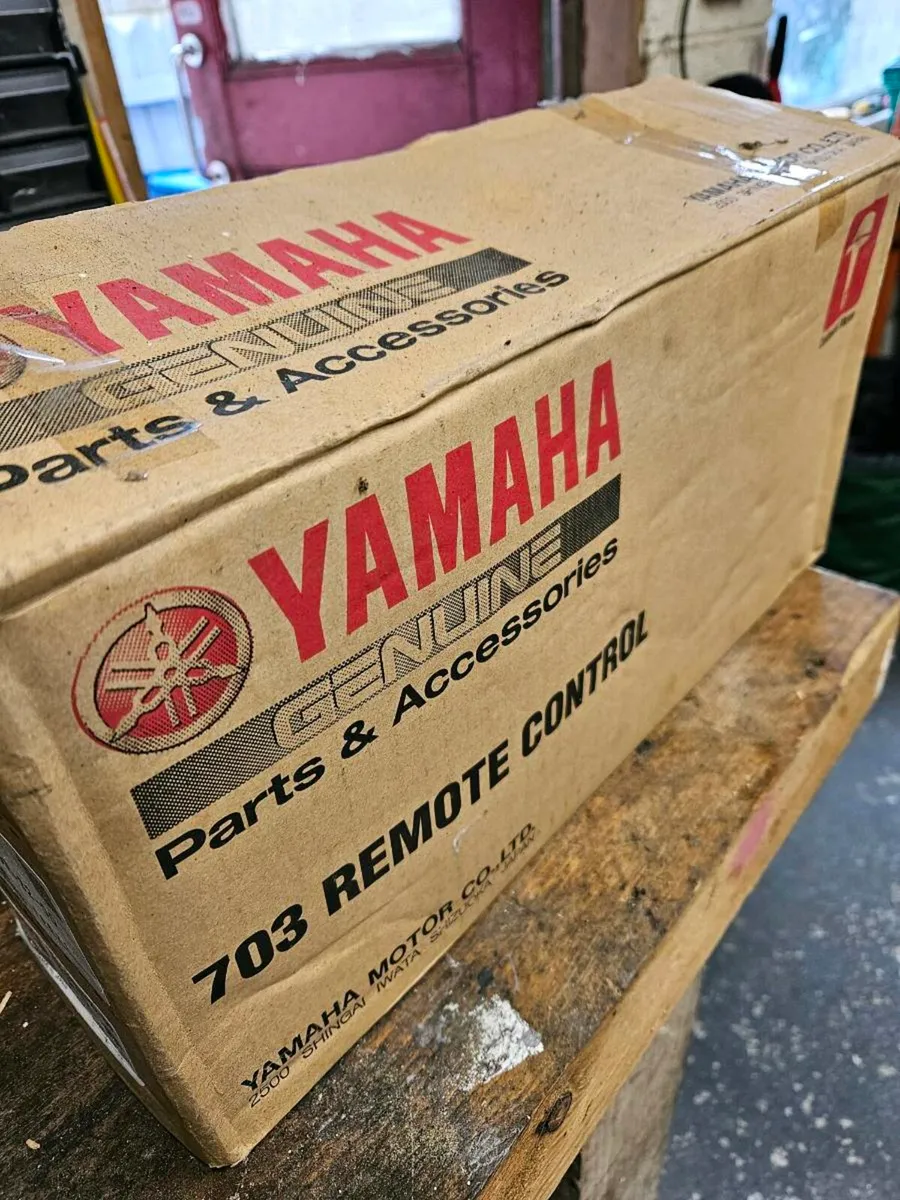 YAMAHA
GENUINE
Parts & Accessories
YAMAHA
GENUINE
Parts & Accessories
703 REMOTE CONTROL
YAMAHA MOTOR CO.,LTD.
2500 SHINGAI IWATA SHIZUOKA JAPAN
YAMAHA